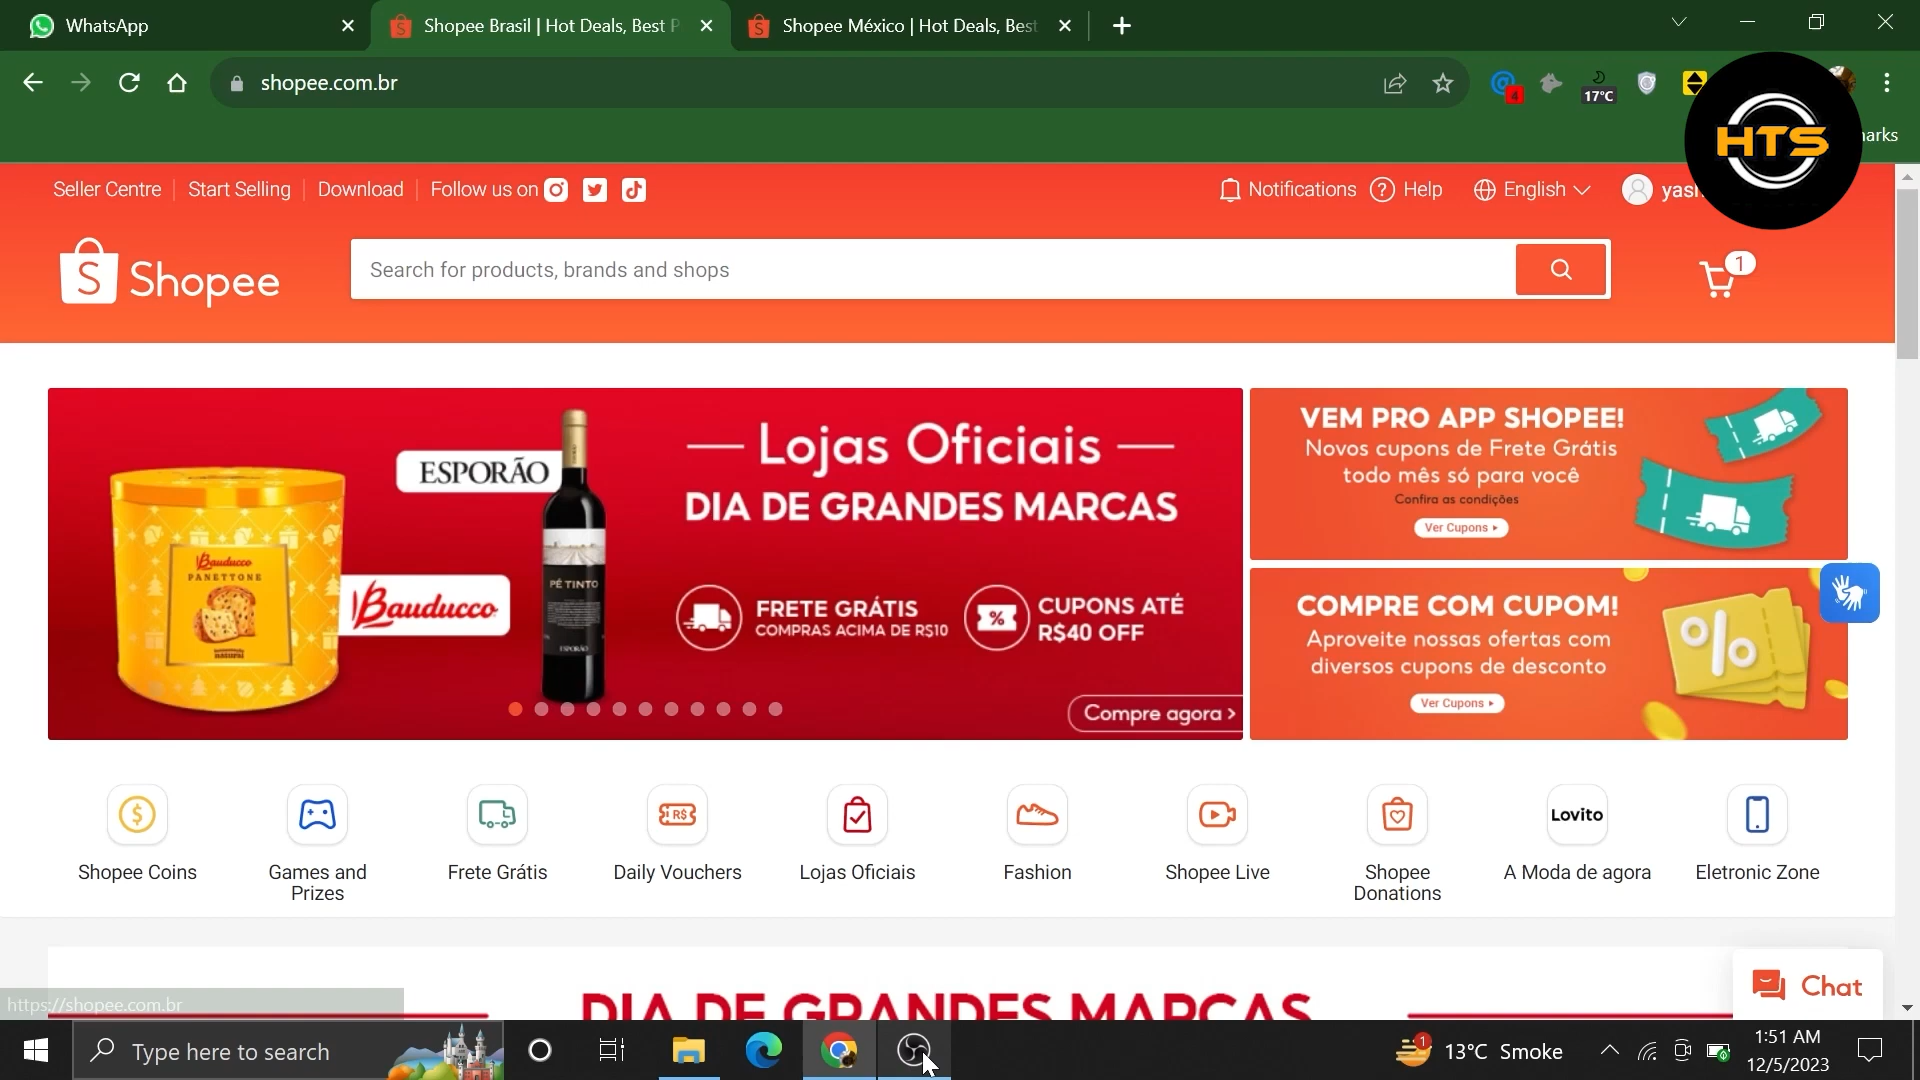 WhatsApp
Shopee Brasil | Hot Deals, Best P
Shopee México | Hot Deals, Best
shopee.com.br
4
17°C
HTS
arks
Seller Centre
Start Selling
Download
Follow us on
Notifications
Help
English
yash
Shopee
Search for products, brands and shops
1
Lojas Oficiais
DIA DE GRANDES MARCAS
ESPORÃO
Bauducco
PANETTONE
Bauducco
PÉ TINTO
ESPORÃO
FRETE GRÁTIS
COMPRAS ACIMA DE R$10
%
CUPONS ATÉ
R$40 OFF
Compre agora >
VEM PRO APP SHOPEE!
Novos cupons de Frete Grátis
todo mês só para você
Confira as condições
Ver Cupons
COMPRE COM CUPOM!
Aproveite nossas ofertas com
diversos cupons de desconto
Ver Cupons
%
$
R$
Lovito
Shopee Coins
Games and
Prizes
Frete Grátis
Daily Vouchers
Lojas Oficiais
Fashion
Shopee Live
Shopee
Donations
A Moda de agora
Eletronic Zone
DIA DE GRANDES MARCAS
Chat
https://shopee.com.br
Type here to search
1
13°C Smoke
1:51 AM
12/5/2023